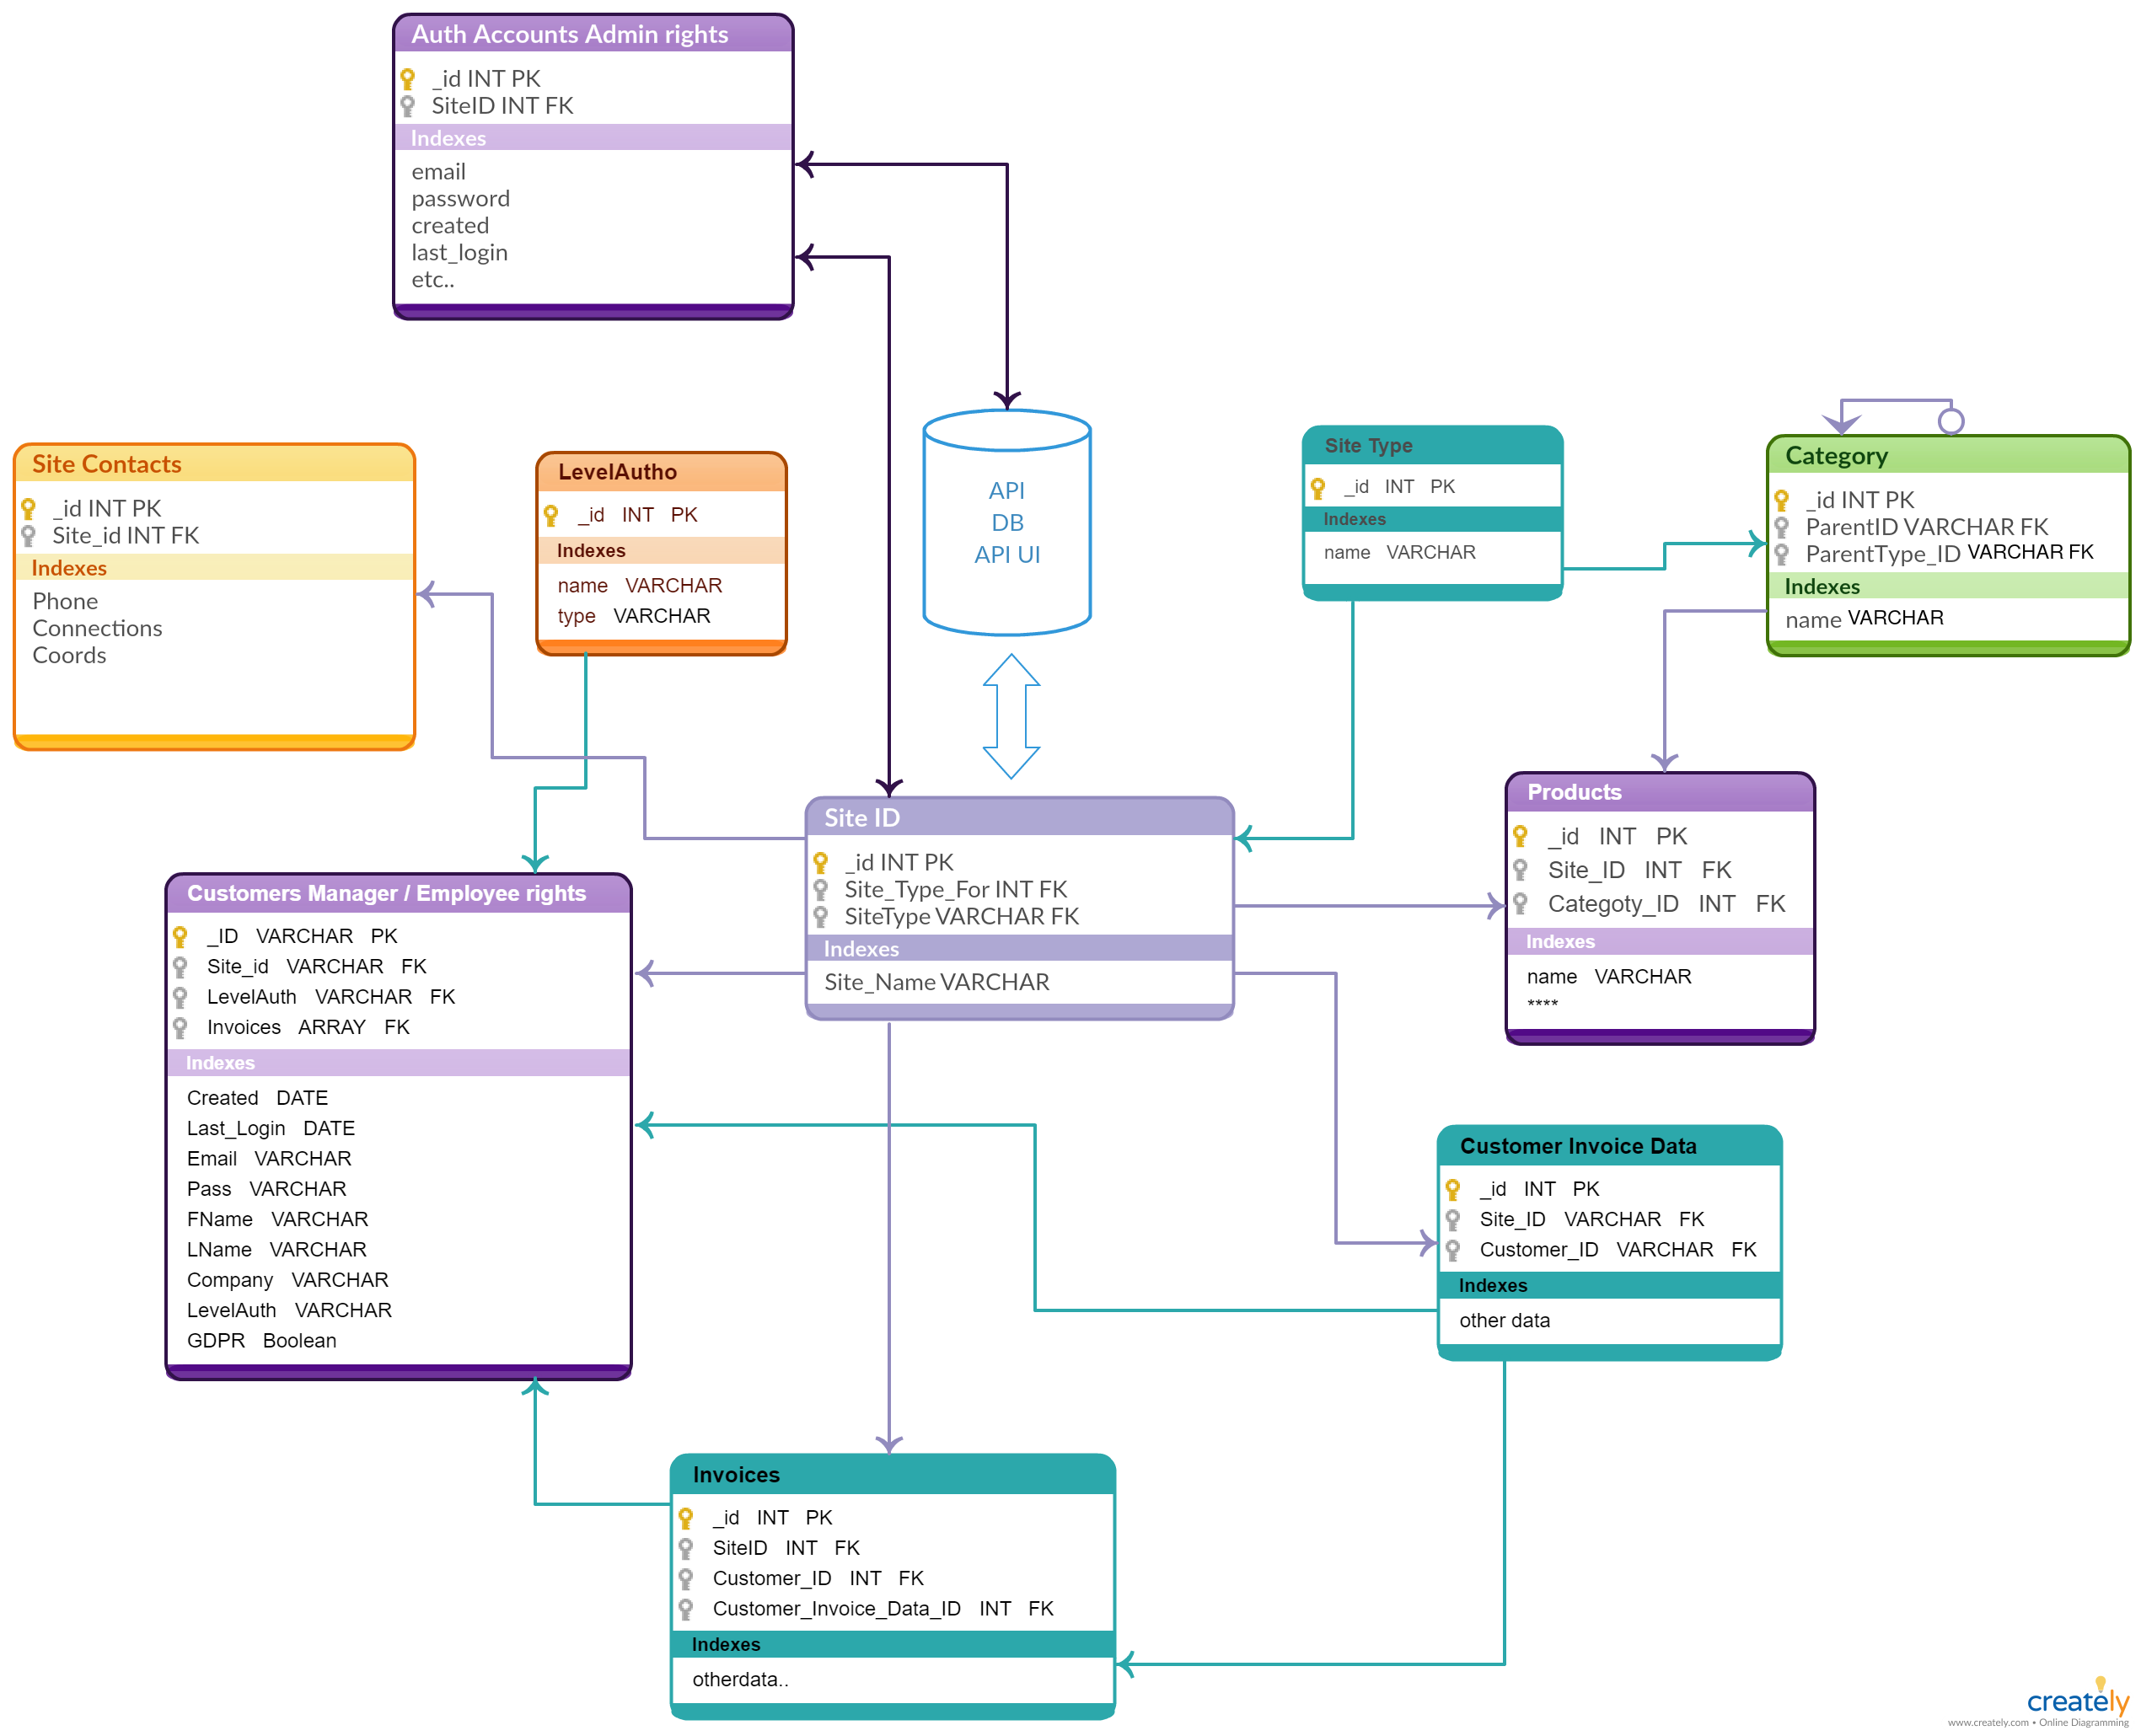 Auth Accounts Admin rights
_id INT PK
SiteID INT FK
Indexes
email
password
created
last_login
etc..
Site Contacts
_id INT PK
Site_id INT FK
Indexes
Phone
Connections
Coords
LevelAutho
_id INT PK
Indexes
name VARCHAR
type VARCHAR
API
DB
API UI
Site Type
_id INT PK
Indexes
name VARCHAR
Category
_id INT PK
ParentID VARCHAR FK
ParentType_ID VARCHAR FK
Indexes
name VARCHAR
Site ID
_id INT PK
Site_Type_For INT FK
SiteType VARCHAR FK
Indexes
Site_Name VARCHAR
Products
_id INT PK
Site_ID INT FK
Categoty_ID INT FK
Indexes
name VARCHAR
****
Customers Manager / Employee rights
_ID VARCHAR PK
Site_id VARCHAR FK
LevelAuth VARCHAR FK
Invoices ARRAY FK
Indexes
Created DATE
Last_Login DATE
Email VARCHAR
Pass VARCHAR
FName VARCHAR
LName VARCHAR
Company VARCHAR
LevelAuth VARCHAR
GDPR Boolean
Customer Invoice Data
_id INT PK
Site_ID VARCHAR FK
Customer_ID VARCHAR FK
Indexes
other data
Invoices
_id INT PK
SiteID INT FK
Customer_ID INT FK
Customer_Invoice_Data_ID INT FK
Indexes
otherdata..
creately
www.creately.com • Online Diagramming